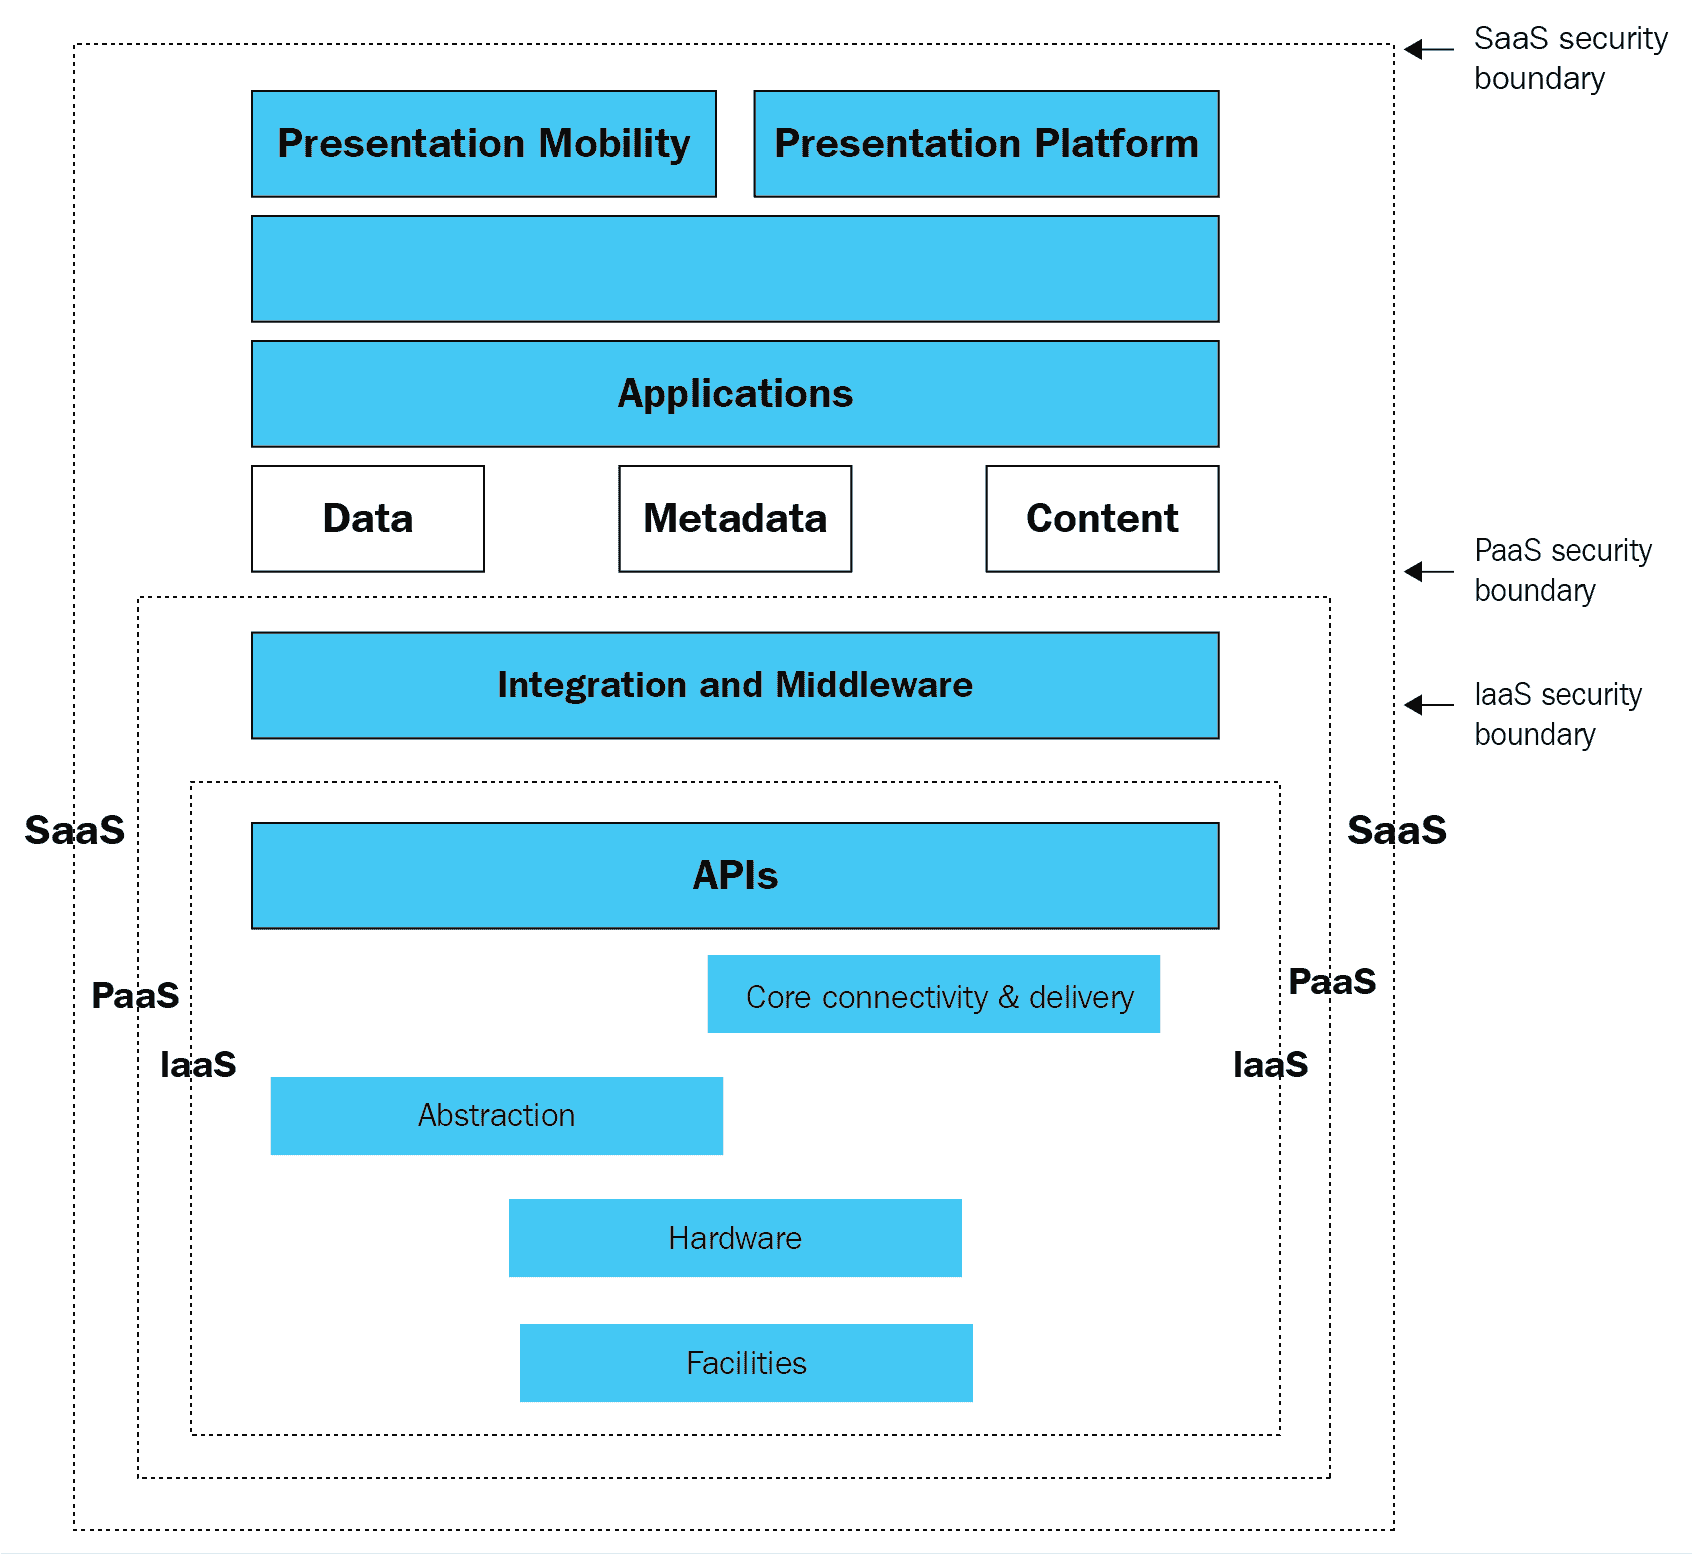 SaaS security
boundary
Presentation Mobility
Presentation Platform
Applications
Data
Metadata
Content
PaaS security
boundary
Integration and Middleware
IaaS security
boundary
SaaS
SaaS
APIs
PaaS
PaaS
Core connectivity & delivery
IaaS
IaaS
Abstraction
Hardware
Facilities